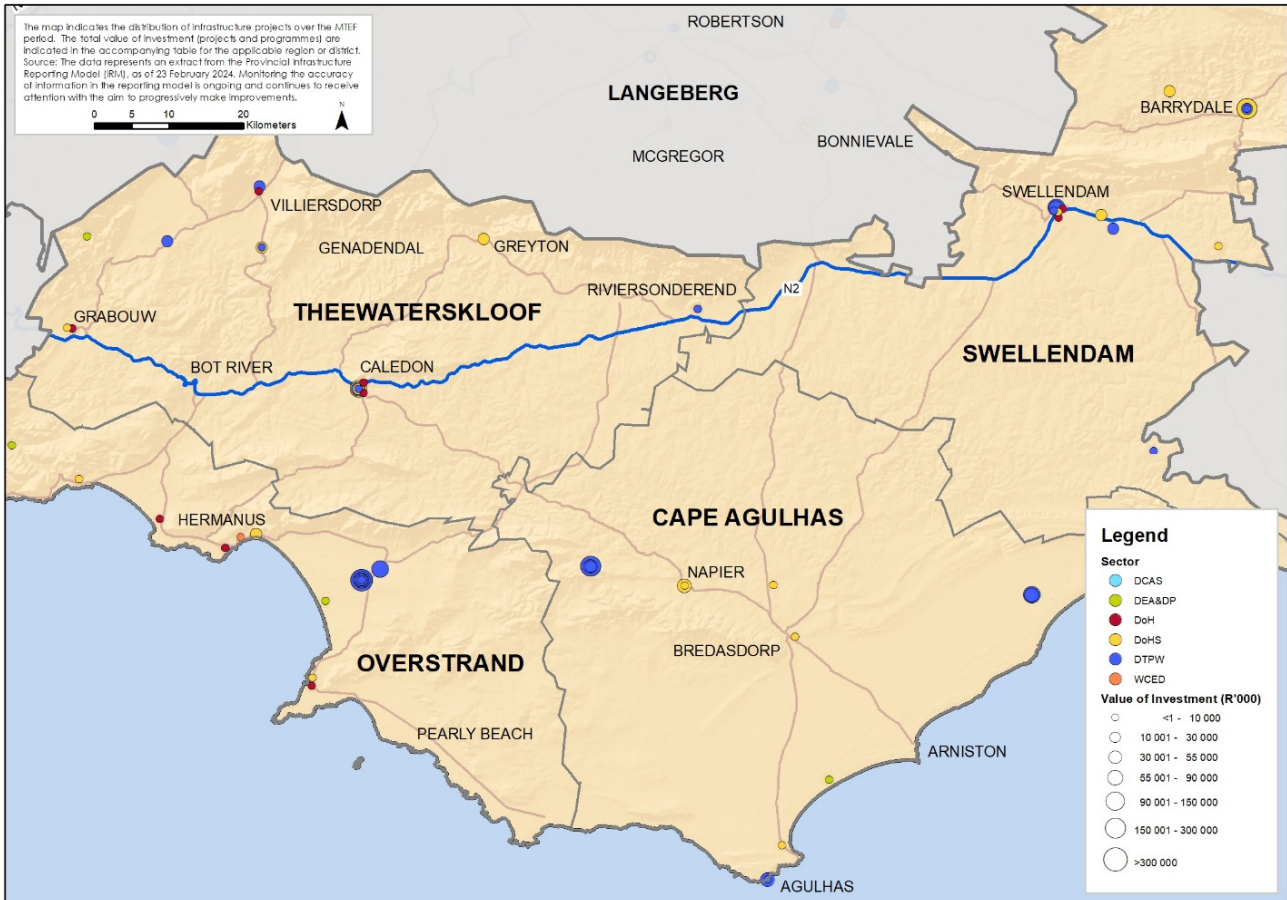 The map indicates the distribution of infrastructure projects over the MTEF
period. The total value of investment (projects and programmes) are
indicated in the accompanying table for the applicable region or district.
Source: The data represents an extract from the Provincial Infrastructure
Reporting Model (IRM), as of 23 February 2024. Monitoring the accuracy
of information in the reporting model is ongoing and continues to receive
attention with the aim to progressively make improvements.
N
0 5 10 20
Kilometers
ROBERTSON
LANGEBERG
BARRYDALE
BONNIEVALE
MCGREGOR
SWELLENDAM
VILLIERSDORP
GENADENDAL
GREYTON
RIVIERSONDEREND
N2
THEEWATERSKLOOF
GRABOUW
SWELLENDAM
BOT RIVER
CALEDON
HERMANUS
CAPE AGULHAS
NAPIER
BREDASDORP
OVERSTRAND
PEARLY BEACH
ARNISTON
AGULHAS
Legend
Sector
DCAS
DEA&DP
DoH
DoHS
DTPW
WCED
Value of Investment (R'000)
<1 - 10 000
10 001 - 30 000
30 001 - 55 000
55 001 - 90 000
90 001 - 150 000
150 001 - 300 000
>300 000